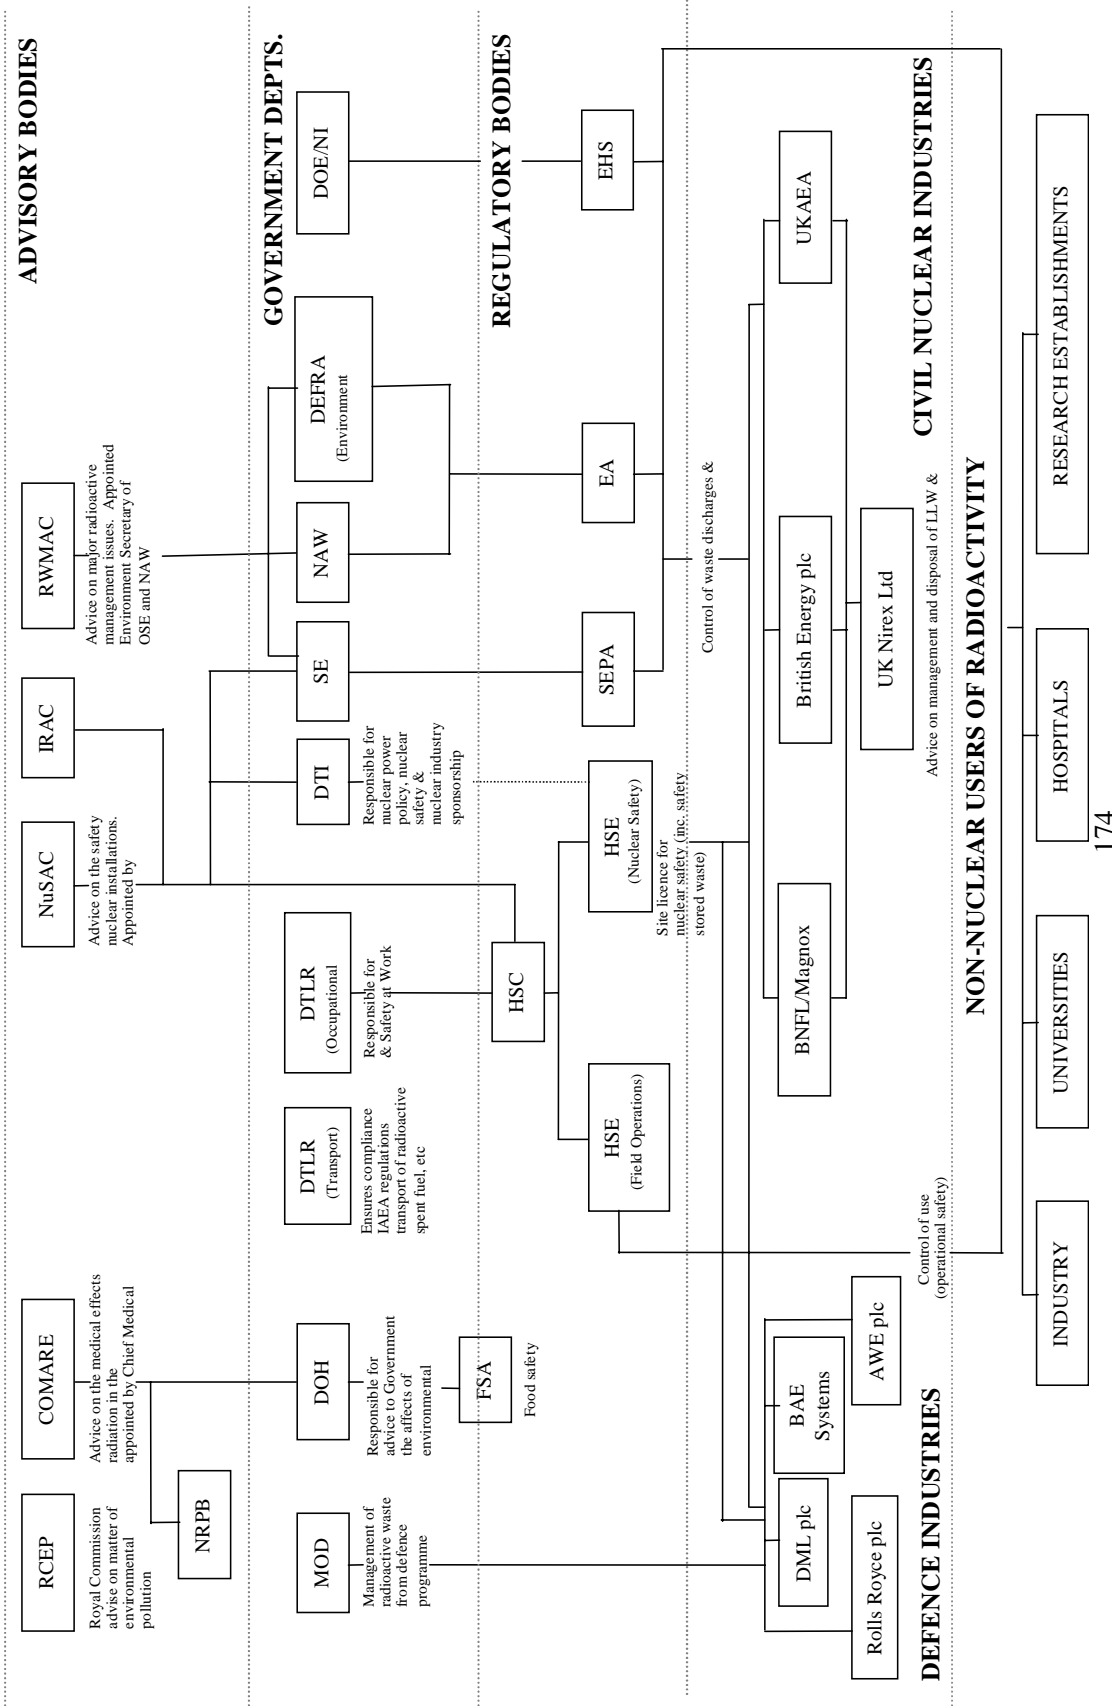 ADVISORY BODIES
RCEP
Royal Commission
advise on matter of
environmental
pollution
NRPB
COMARE
Advice on the medical effects
radiation in the
appointed by Chief Medical
NuSAC
Advice on the safety
nuclear installations.
Appointed by
IRAC
RWMAC
Advice on major radioactive
management issues. Appointed
Environment Secretary of
OSE and NAW
GOVERNMENT DEPTS.
MOD
Management of
radioactive waste
from defence
programme
DOH
Responsible for
advice to Government
the affects of
environmental
DTLR
(Transport)
Ensures compliance
IAEA regulations
transport of radioactive
spent fuel, etc
DTLR
(Occupational
Responsible for
& Safety at Work
DTI
Responsible for
nuclear power
policy, nuclear
safety &
nuclear industry
sponsorship
SE
NAW
DEFRA
(Environment
DOE/NI
REGULATORY BODIES
FSA
Food safety
HSC
HSE
(Field Operations)
HSE
(Nuclear Safety)
Site licence for
nuclear safety (inc. safety
stored waste)
SEPA
EA
EHS
Control of waste discharges &
DML plc
BAE
Systems
Rolls Royce plc
AWE plc
DEFENCE INDUSTRIES
BNFL/Magnox
British Energy plc
UKAEA
UK Nirex Ltd
Advice on management and disposal of LLW &
CIVIL NUCLEAR INDUSTRIES
Control of use
(operational safety)
NON-NUCLEAR USERS OF RADIOACTIVITY
INDUSTRY
UNIVERSITIES
HOSPITALS
RESEARCH ESTABLISHMENTS
174